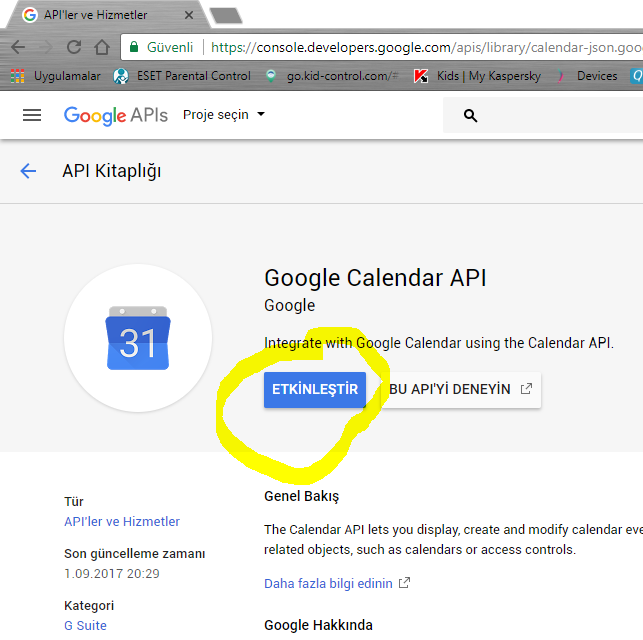 API'ler ve Hizmetler
Güvenli | https://console.developers.google.com/apis/library/calendar-json.goo
Uygulamalar ESET Parental Control go.kid-control.com/# Kids | My Kaspersky Devices
Google APIs Proje seçin
API Kitaplığı
31
Google Calendar API
Google
Integrate with Google Calendar using the Calendar API.
ETKİNLEŞTİR BU API'Yİ DENEYİN
Tür
API'ler ve Hizmetler
Son güncelleme zamanı
1.09.2017 20:29
Kategori
G Suite
Genel Bakış
The Calendar API lets you display, create and modify calendar eve
related objects, such as calendars or access controls.
Daha fazla bilgi edinin
Google Hakkında